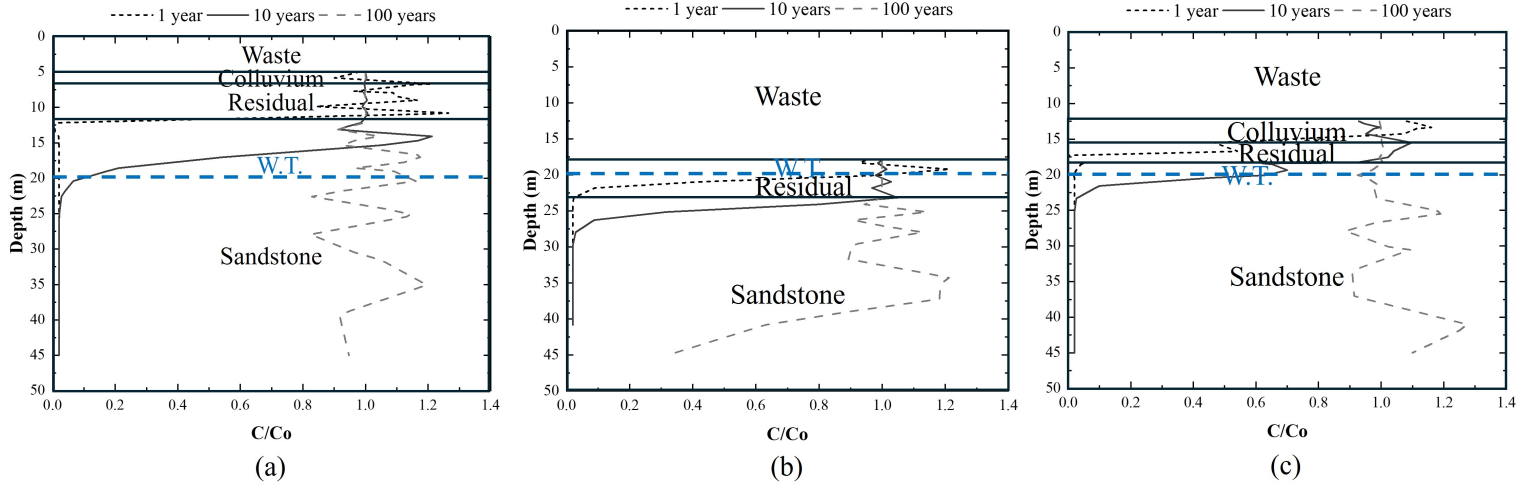 1 year 10 years 100 years
0
5
10
15
20
25
30
35
40
45
50
Depth (m)
Waste
Colluvium
Residual
W.T.
Sandstone
0.0 0.2 0.4 0.6 0.8 1.0 1.2 1.4
C/Co
(a)
1 year 10 years 100 years
0
5
10
15
20
25
30
35
40
45
50
Depth (m)
Waste
W.T.
Residual
Sandstone
0.0 0.2 0.4 0.6 0.8 1.0 1.2 1.4
C/Co
(b)
1 year 10 years 100 years
0
5
10
15
20
25
30
35
40
45
50
Depth (m)
Waste
Colluvium
Residual
W.T.
Sandstone
0.0 0.2 0.4 0.6 0.8 1.0 1.2 1.4
C/Co
(c)